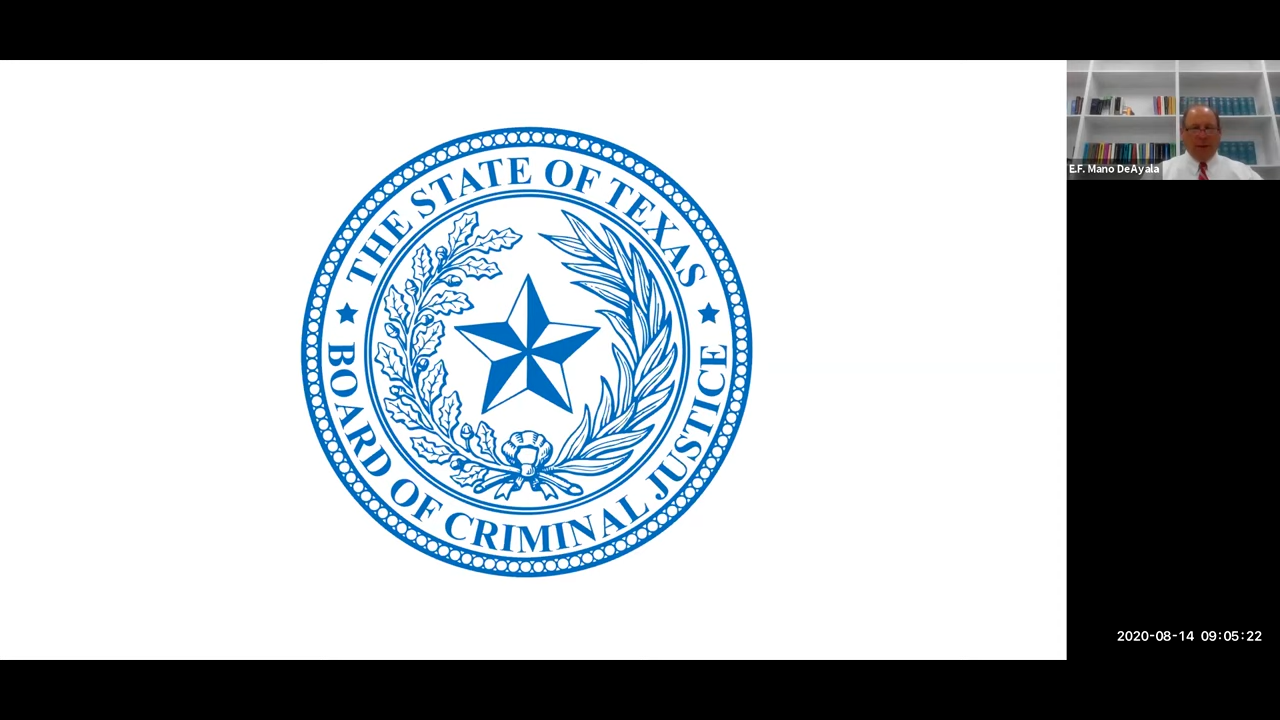 THE STATE OF TEXAS
BOARD OF CRIMINAL JUSTICE
E.F. Mano DeAyala
2020-08-14 09:05:22